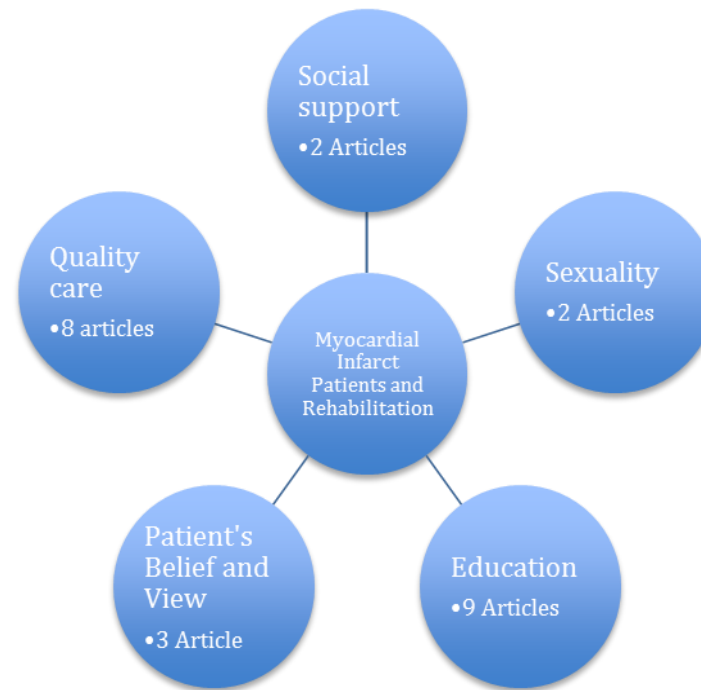 Social
support
•2 Articles
Quality
care
•8 articles
Sexuality
•2 Articles
Myocardial
Infarct
Patients and
Rehabilitation
Patient's
Belief and
View
•3 Article
Education
•9 Articles